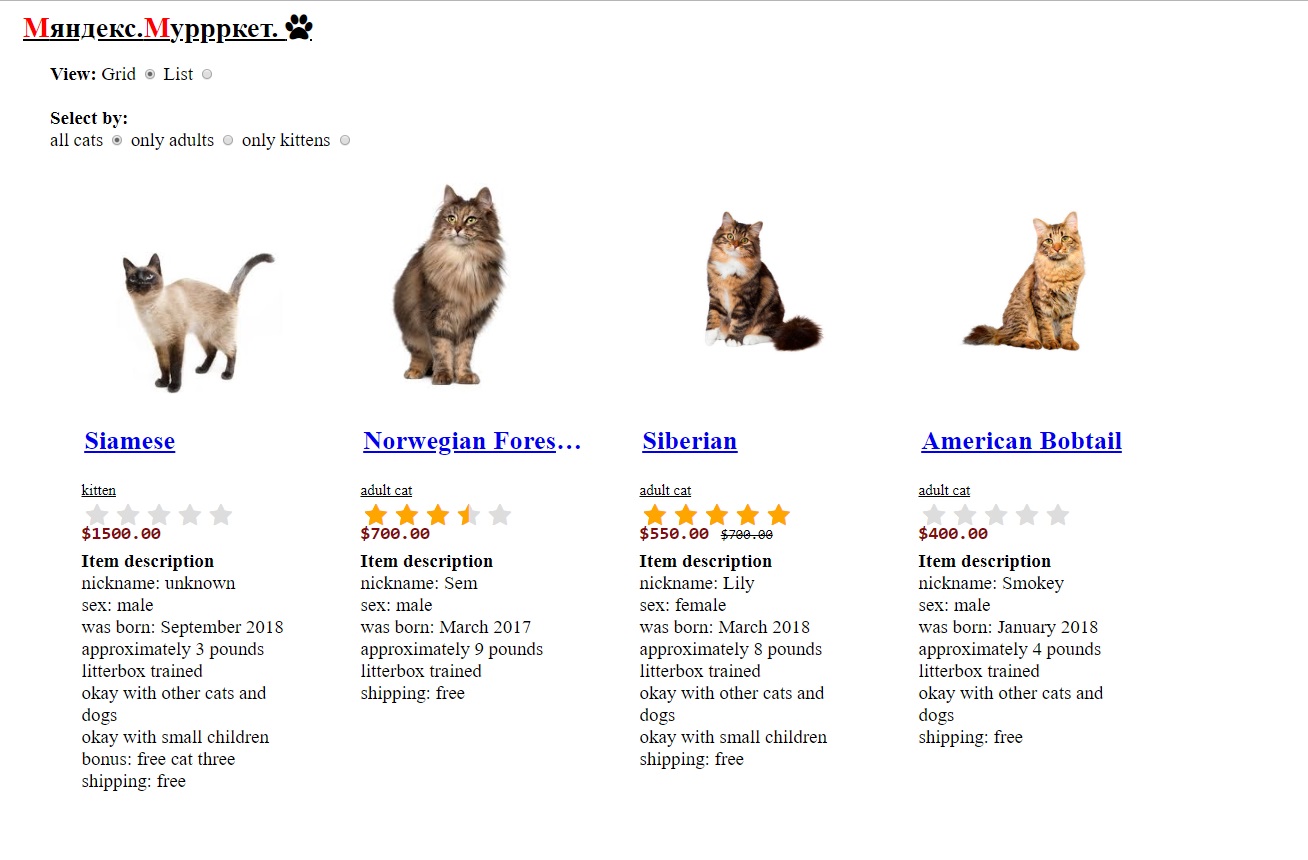 Мяндекс.Муррркет.
View: Grid List
Select by:
all cats only adults only kittens
Siamese
kitten
$1500.00
Item description
nickname: unknown
sex: male
was born: September 2018
approximately 3 pounds
litterbox trained
okay with other cats and
dogs
okay with small children
bonus: free cat three
shipping: free
Norwegian Fores…
adult cat
$700.00
Item description
nickname: Sem
sex: male
was born: March 2017
approximately 9 pounds
litterbox trained
shipping: free
Siberian
adult cat
$550.00 $700.00
Item description
nickname: Lily
sex: female
was born: March 2018
approximately 8 pounds
litterbox trained
okay with other cats and
dogs
okay with small children
shipping: free
American Bobtail
adult cat
$400.00
Item description
nickname: Smokey
sex: male
was born: January 2018
approximately 4 pounds
litterbox trained
okay with other cats and
dogs
shipping: free